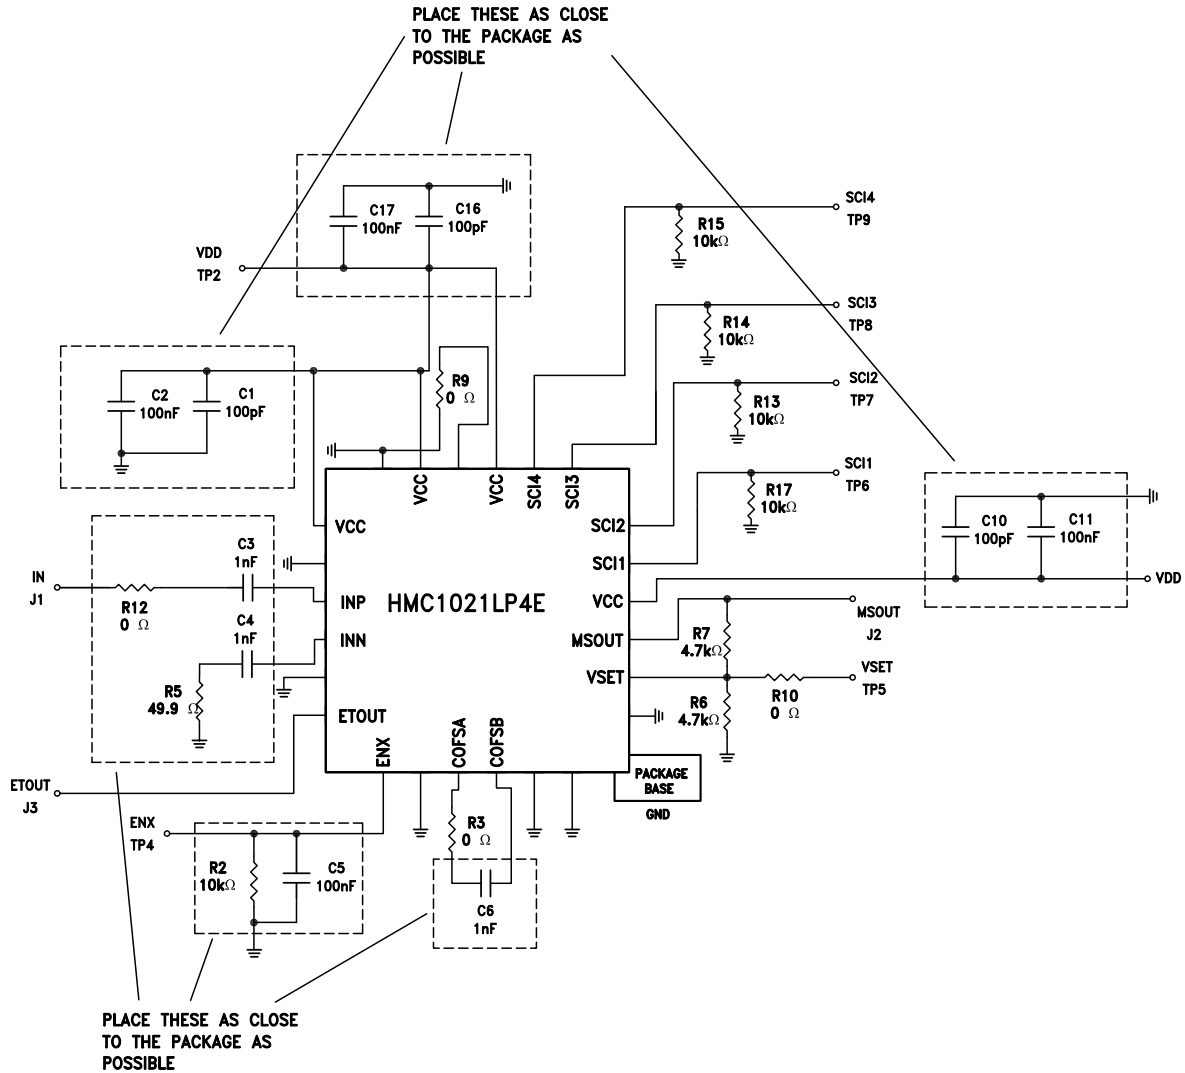 PLACE THESE AS CLOSE
TO THE PACKAGE AS
POSSIBLE
C17
100nF
C16
100pF
VDD
TP2
SCI4
TP9
R15
10kΩ
SCI3
TP8
R14
10kΩ
SCI2
TP7
R13
10kΩ
SCI1
TP6
R17
10kΩ
C2
100nF
C1
100pF
R9
0 Ω
C10
100pF
C11
100nF
VDD
VCC
VCC
SCI4
SCI3
VCC
INP
INN
ETOUT
ENX
COFSA
COFSB
SCI2
SCI1
VCC
MSOUT
VSET
HMC1021LP4E
IN
J1
R12
0 Ω
C3
1nF
C4
1nF
R5
49.9 Ω
ETOUT
J3
ENX
TP4
R2
10kΩ
C5
100nF
R3
0 Ω
C6
1nF
R7
4.7kΩ
R6
4.7kΩ
R10
0 Ω
MSOUT
J2
VSET
TP5
PACKAGE
BASE
GND
PLACE THESE AS CLOSE
TO THE PACKAGE AS
POSSIBLE